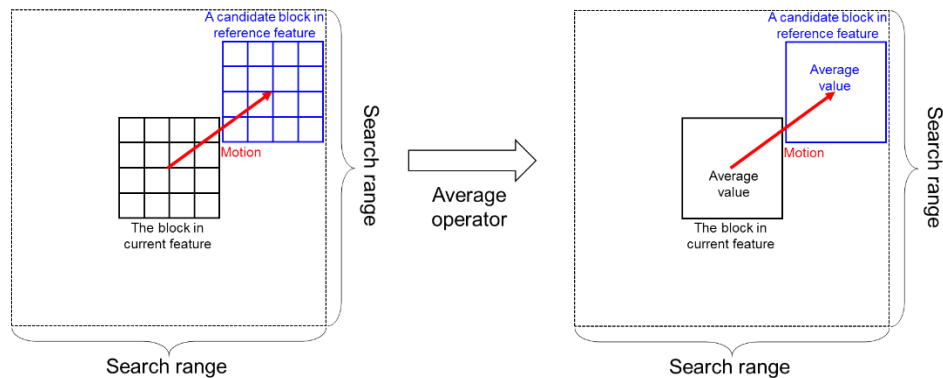 A candidate block in
reference feature
Motion
The block in
current feature
Search range
Search range
Average
operator
A candidate block in
reference feature
Average
value
Motion
Average
value
The block in
current feature
Search range
Search range